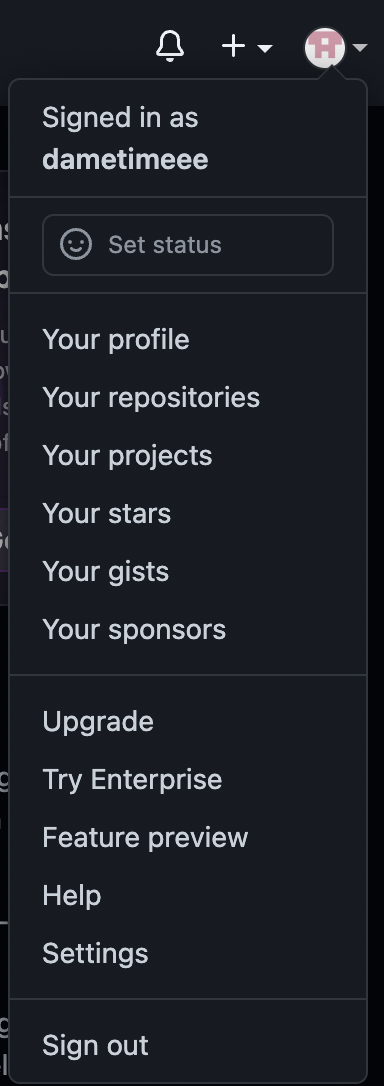 Signed in as
dametimeee
Set status
Your profile
Your repositories
Your projects
Your stars
Your gists
Your sponsors
Upgrade
Try Enterprise
Feature preview
Help
Settings
Sign out